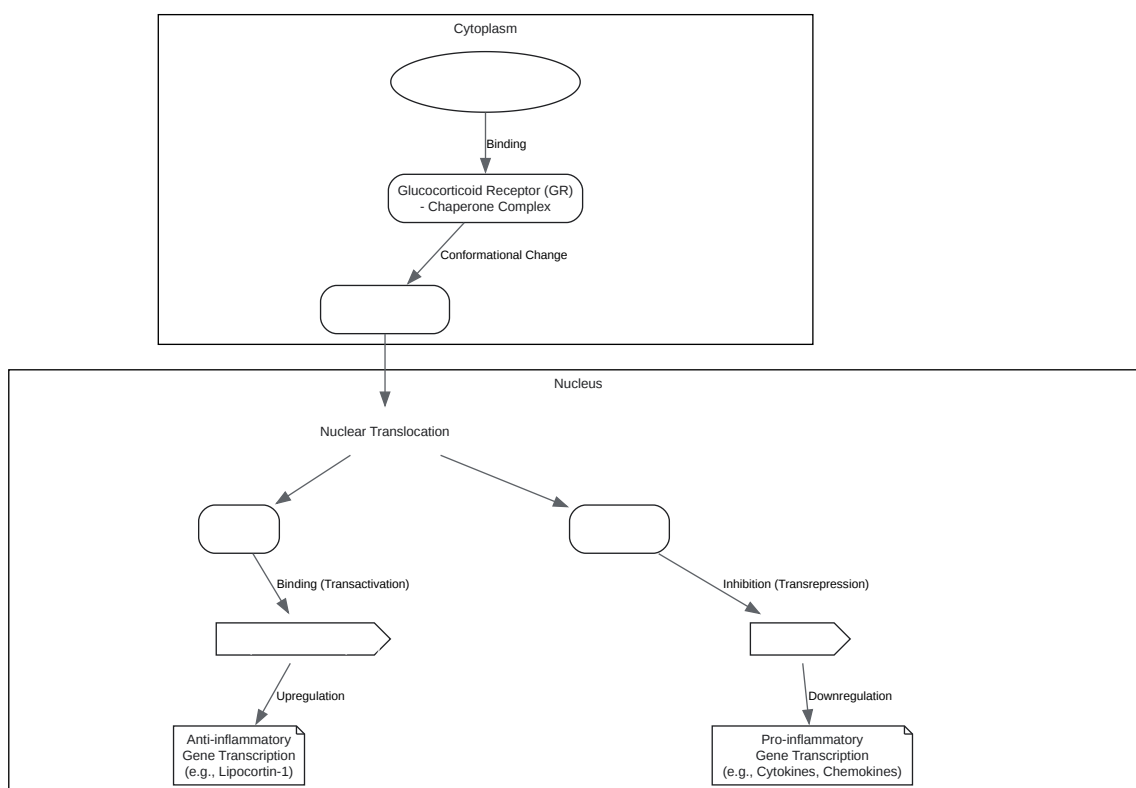 Cytoplasm
Binding
Glucocorticoid Receptor (GR)
- Chaperone Complex
Conformational Change
Nucleus
Nuclear Translocation
Binding (Transactivation)
Inhibition (Transrepression)
Upregulation
Downregulation
Anti-inflammatory
Gene Transcription
(e.g., Lipocortin-1)
Pro-inflammatory
Gene Transcription
(e.g., Cytokines, Chemokines)